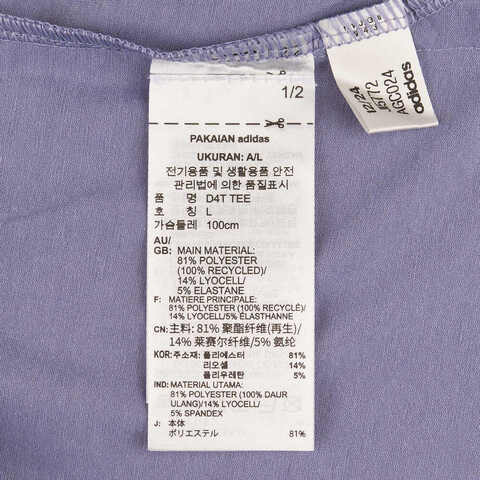 1/2
PAKAIAN adidas
UKURAN: A/L
전기용품 및 생활용품 안전
관리법에 의한 품질표시
품 명 D4T TEE
호 칭 L
가슴둘레 100cm
AU/
GB: MAIN MATERIAL:
81% POLYESTER
(100% RECYCLED)/
14% LYOCELL/
5% ELASTANE
F: MATIERE PRINCIPALE:
81% POLYESTER (100% RECYCLÉ)/
14% LYOCELL/5% ELASTHANNE
CN: 主料: 81% 聚酯纤维(再生)/
14% 莱赛尔纤维/5% 氨纶
KOR: 주소재: 폴리에스터 81%
리오셀 14%
폴리우레탄 5%
IND: MATERIAL UTAMA:
81% POLYESTER (100% DAUR
ULANG)/14% LYOCELL/
5% SPANDEX
J: 本体
ポリエステル 81%
12/24
AGC024
adidas